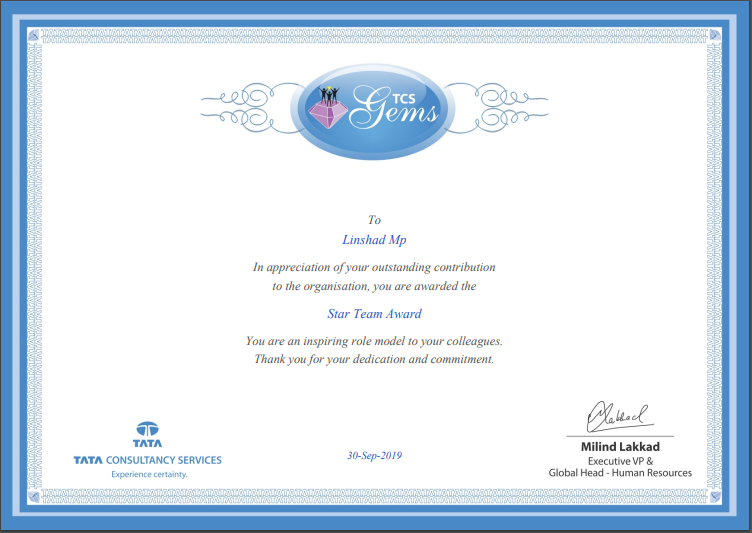 TCS
Gems
To
Linshad Mp
In appreciation of your outstanding contribution
to the organisation, you are awarded the
Star Team Award
You are an inspiring role model to your colleagues.
Thank you for your dedication and commitment.
TATA
TATA CONSULTANCY SERVICES
Experience certainty.
30-Sep-2019
Lakkad
Milind Lakkad
Executive VP &
Global Head - Human Resources